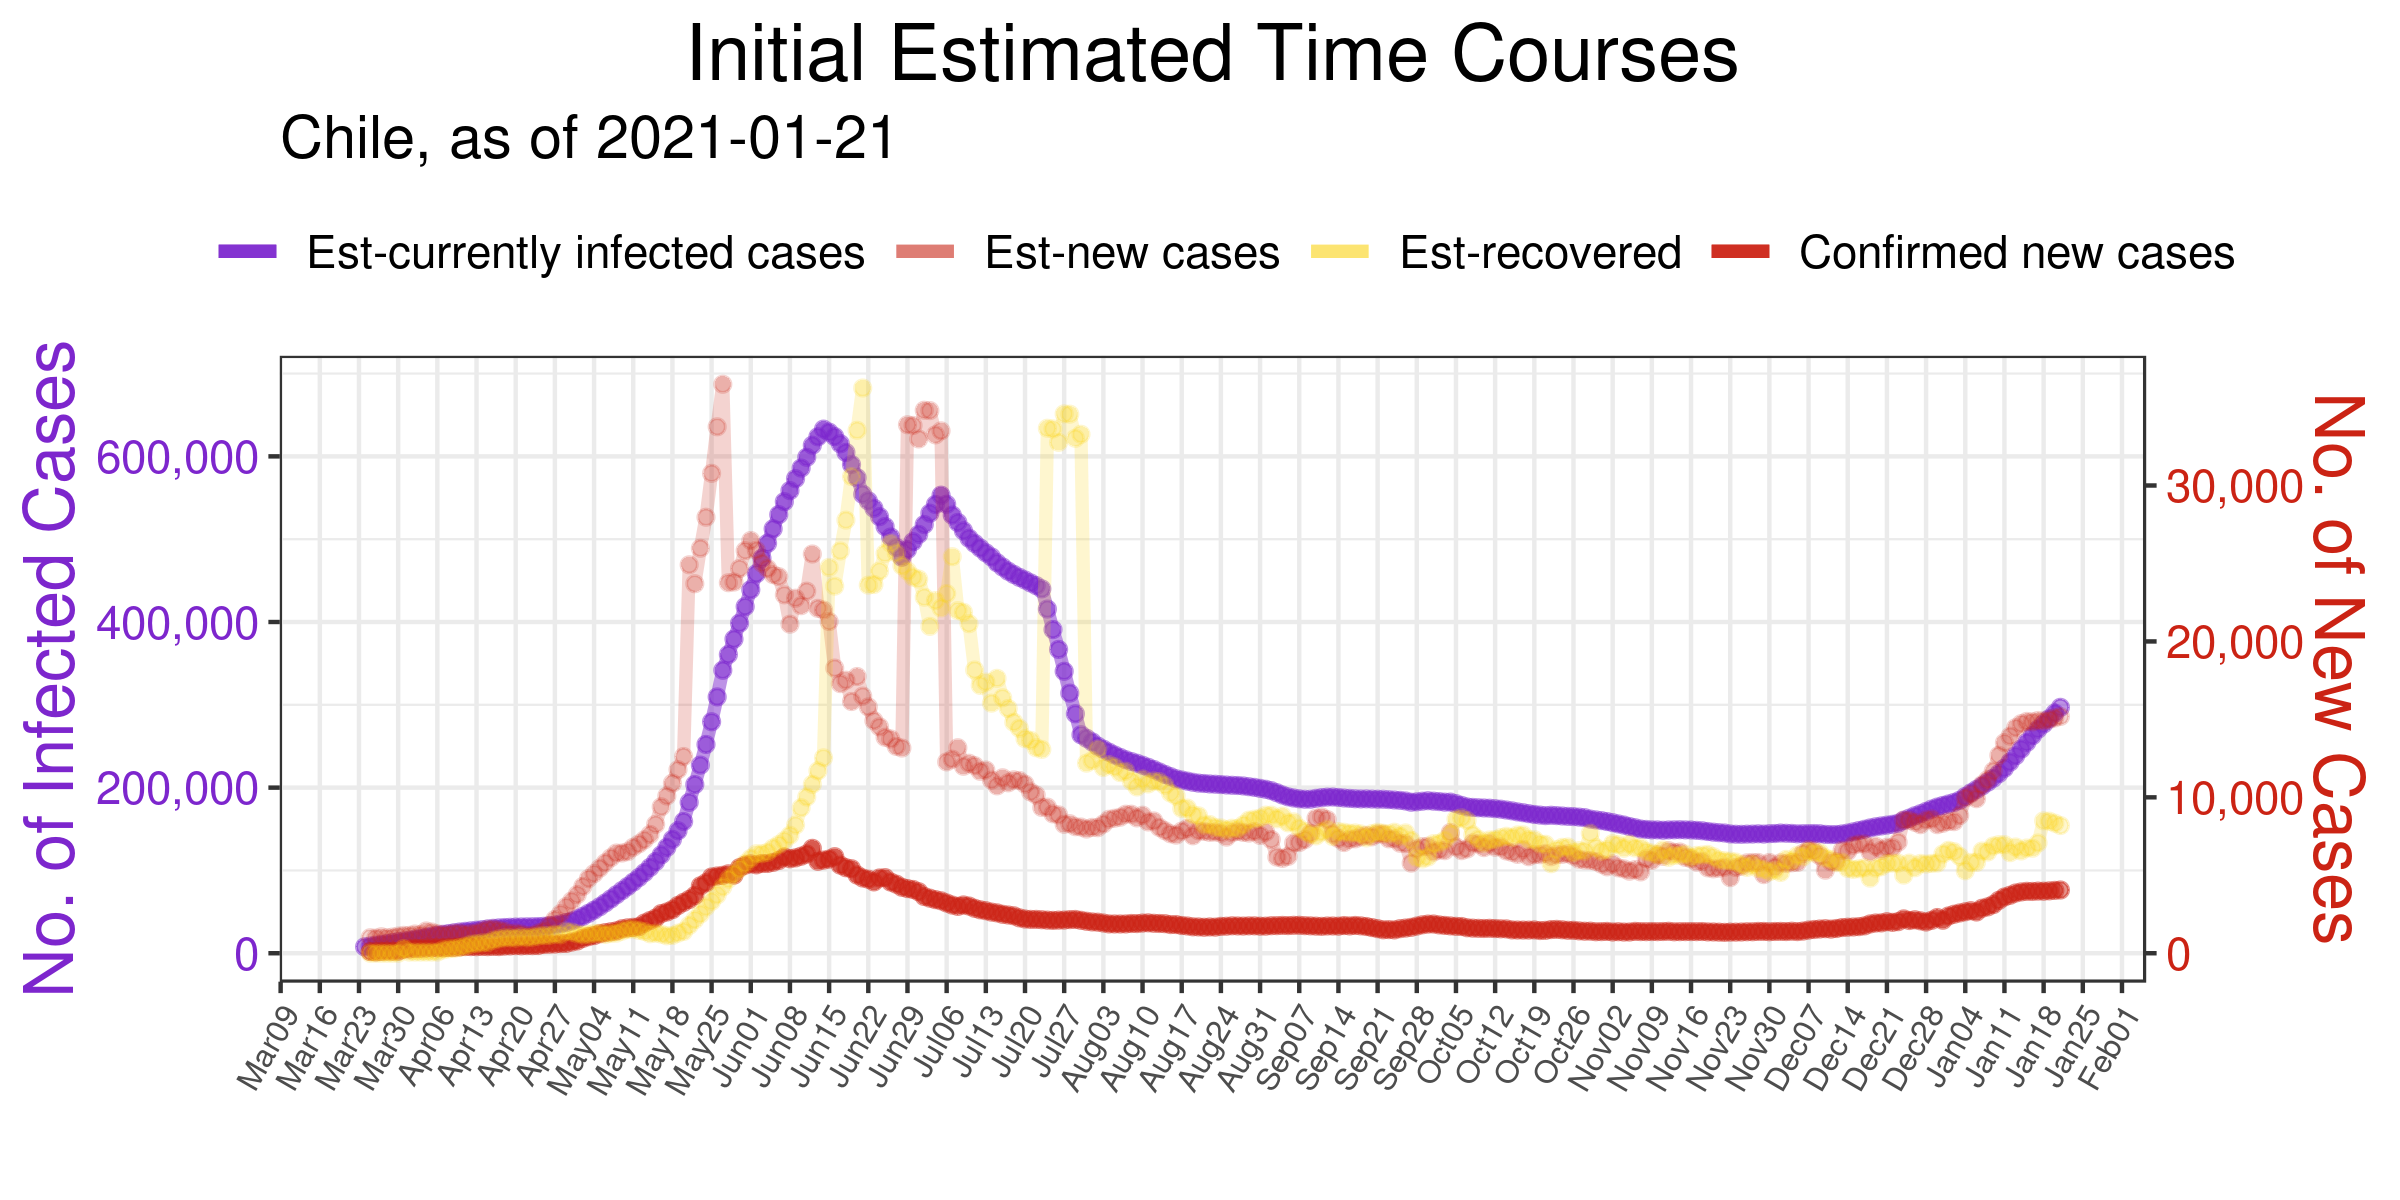 Initial Estimated Time Courses
Chile, as of 2021-01-21
Est-currently infected cases
Est-new cases
Est-recovered
Confirmed new cases
No. of Infected Cases
600,000
400,000
200,000
0
30,000
20,000
10,000
0
No. of New Cases
Mar09
Mar16
Mar23
Mar30
Apr06
Apr13
Apr20
Apr27
May04
May11
May18
May25
Jun01
Jun08
Jun15
Jun22
Jun29
Jul06
Jul13
Jul20
Jul27
Aug03
Aug10
Aug17
Aug24
Aug31
Sep07
Sep14
Sep21
Sep28
Oct05
Oct12
Oct19
Oct26
Nov02
Nov09
Nov16
Nov23
Nov30
Dec07
Dec14
Dec21
Dec28
Jan04
Jan11
Jan18
Jan25
Feb01